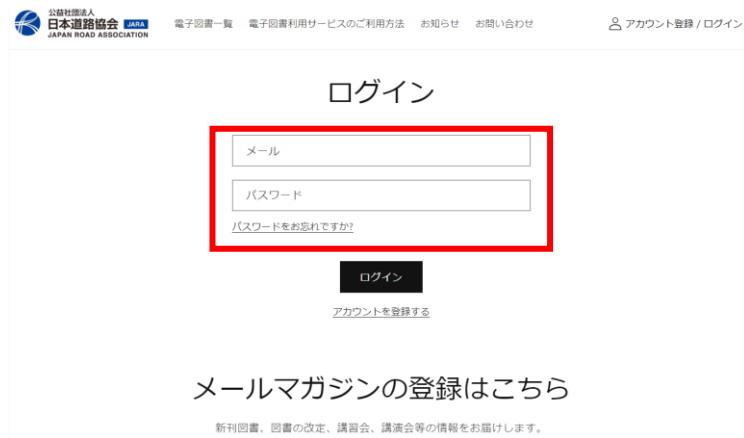 公益社団法人
日本道路協会 JARA
JAPAN ROAD ASSOCIATION
電子図書一覧 電子図書利用サービスのご利用方法 お知らせ お問い合わせ アカウント登録 / ログイン
ログイン
メール
パスワード
パスワードをお忘れですか?
ログイン
アカウントを登録する
メールマガジンの登録はこちら
新刊図書、図書の改定、講習会、講演会等の情報をお届けします。